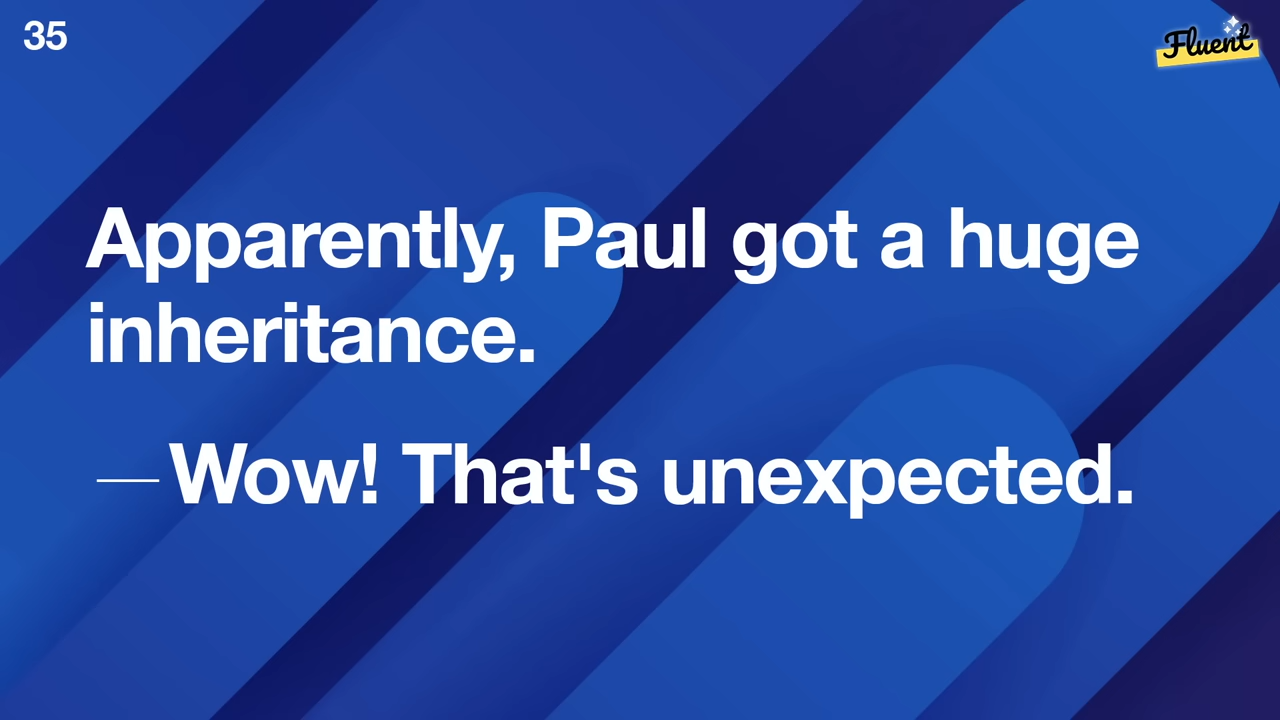 35
Fluent
Apparently, Paul got a huge
inheritance.
— Wow! That's unexpected.